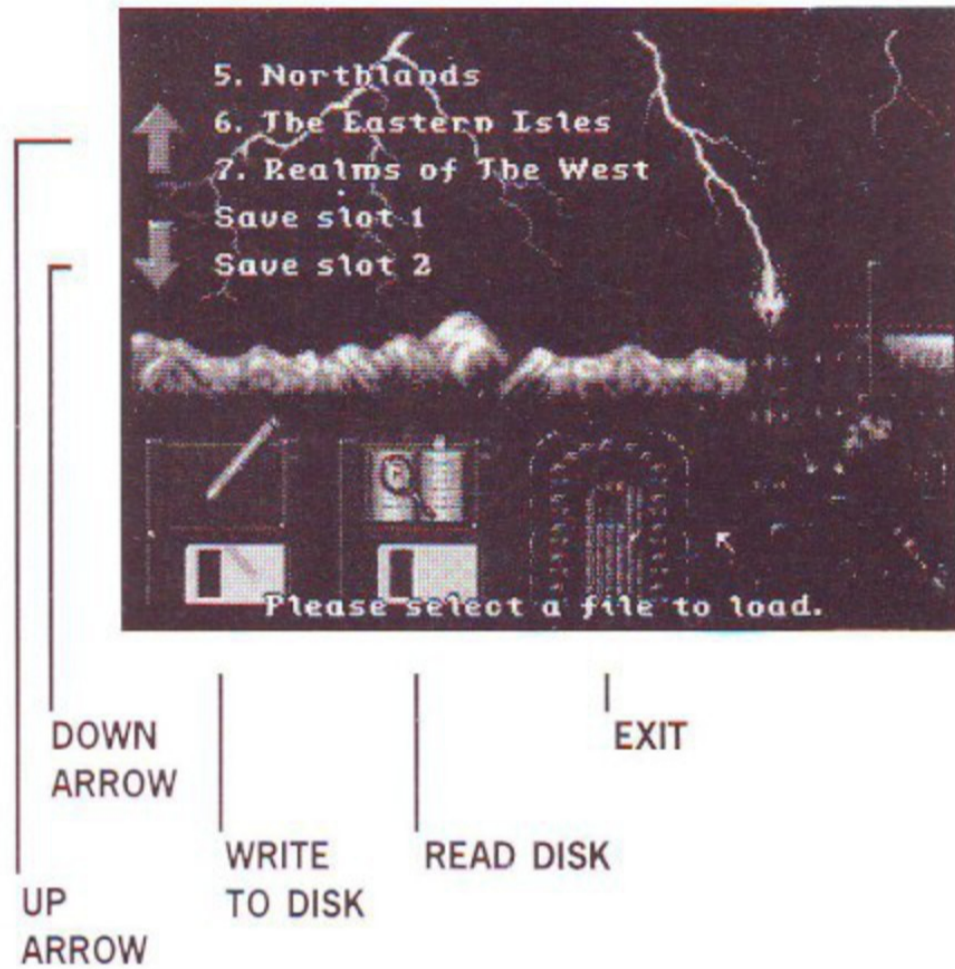 5. Northlands
6. The Eastern Isles
7. Realms of The West
Save slot 1
Save slot 2
Please select a file to load.
DOWN
ARROW
EXIT
WRITE
TO DISK
READ DISK
UP
ARROW